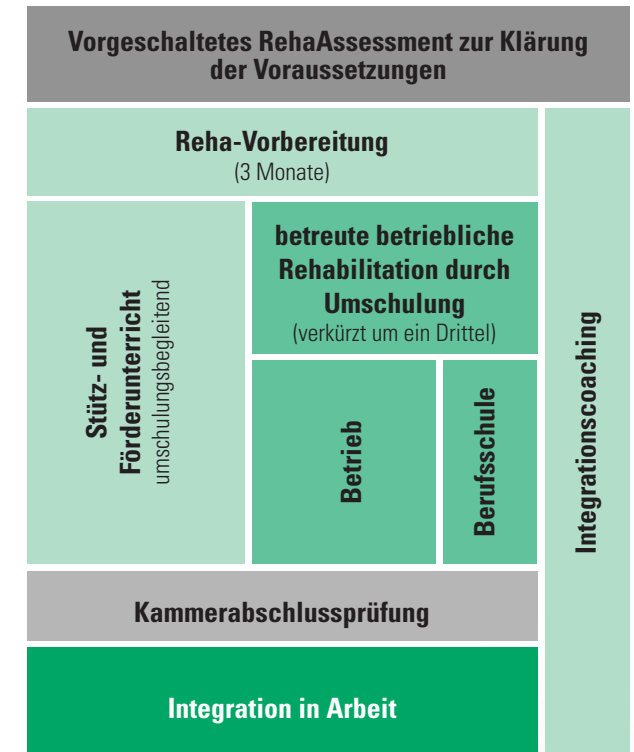 Vorgeschaltetes RehaAssessment zur Klärung
der Voraussetzungen
Reha-Vorbereitung
(3 Monate)
Stütz- und
Förderunterricht
umschulungsbegleitend
betreute betriebliche
Rehabilitation durch
Umschulung
(verkürzt um ein Drittel)
Betrieb
Berufsschule
Integrationscoaching
Kammerabschlussprüfung
Integration in Arbeit